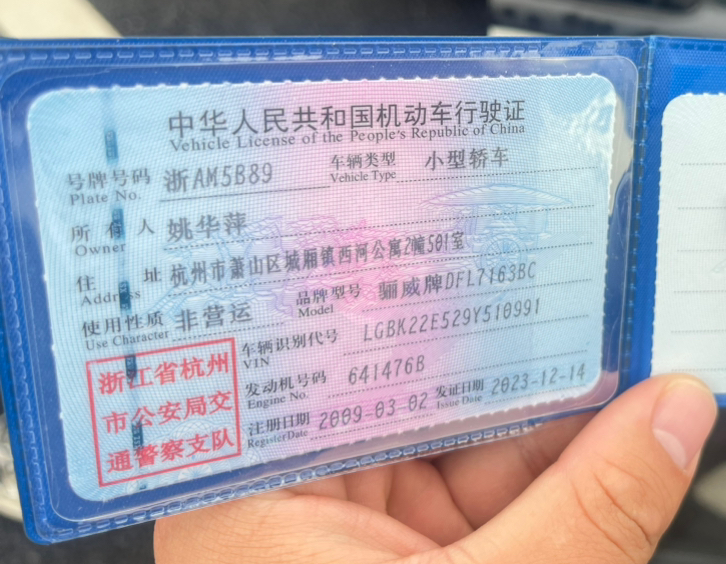 中华人民共和国机动车行驶证
Vehicle License of the People's Republic of China
号牌号码 浙AM5B89 车辆类型 小型轿车
Plate No. Vehicle Type
所有人 姚华萍
Owner
住址 杭州市萧山区城厢镇西河公寓2幢501室
Address
使用性质 非营运 品牌型号 骊威牌DFL7163BC
Use Character Model
车辆识别代号 LGBK22E529Y510991
VIN
发动机号码 641476B
Engine No.
注册日期 2009-03-02 发证日期 2023-12-14
Register Date Issue Date
浙江省杭州
市公安局交
通警察支队